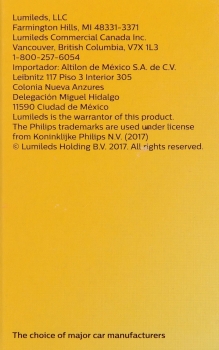 Lumileds, LLC
Farmington Hills, MI 48331-3371
Lumileds Commercial Canada Inc.
Vancouver, British Columbia, V7X 1L3
1-800-257-6054
Importador: Altilon de México S.A. de C.V.
Leibnitz 117 Piso 3 Interior 305
Colonia Nueva Anzures
Delegación Miguel Hidalgo
11590 Ciudad de México
Lumileds is the warrantor of this product.
The Philips trademarks are used under license
from Koninklijke Philips N.V. (2017)
© Lumileds Holding B.V. 2017. All rights reserved.
The choice of major car manufacturers